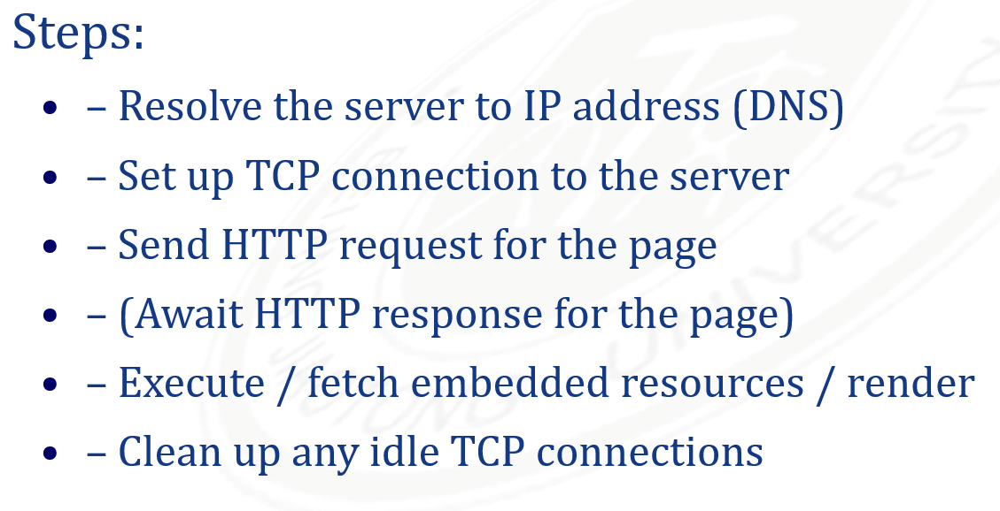 Steps:
• – Resolve the server to IP address (DNS)
• – Set up TCP connection to the server
• – Send HTTP request for the page
• – (Await HTTP response for the page)
• – Execute / fetch embedded resources / render
• – Clean up any idle TCP connections
UNIVERSITY